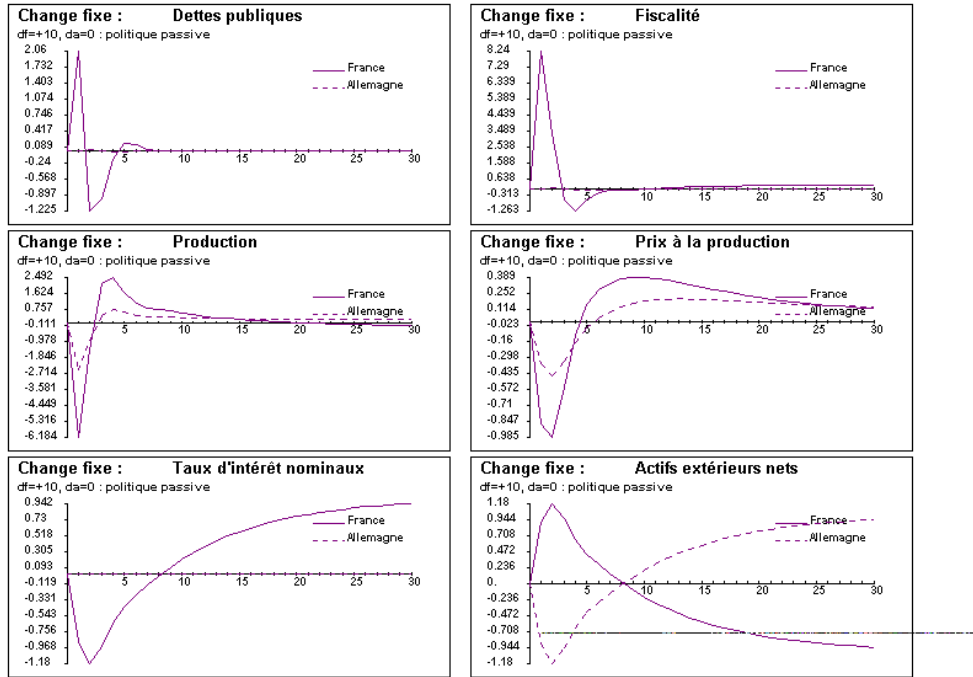 Change fixe : Dettes publiques
df=+10, da=0 : politique passive
2.06
1.732
1.403
1.074
0.746
0.417
0.089
-0.24
-0.568
-0.897
-1.225
France
Allemagne
5 10 15 20 25 30
Change fixe : Fiscalité
df=+10, da=0 : politique passive
8.24
7.29
6.339
5.389
4.439
3.489
2.538
1.588
0.638
-0.313
-1.263
France
Allemagne
5 10 15 20 25 30
Change fixe : Production
df=+10, da=0 : politique passive
2.492
1.624
0.757
-0.111
-0.978
-1.846
-2.714
-3.581
-4.449
-5.316
-6.184
France
Allemagne
5 10 15 20 25 30
Change fixe : Prix à la production
df=+10, da=0 : politique passive
0.389
0.252
0.114
-0.023
-0.16
-0.298
-0.435
-0.572
-0.71
-0.847
-0.985
France
Allemagne
5 10 15 20 25 30
Change fixe : Taux d'intérêt nominaux
df=+10, da=0 : politique passive
0.942
0.73
0.518
0.305
0.093
-0.119
-0.331
-0.543
-0.756
-0.968
-1.18
France
Allemagne
5 10 15 20 25 30
Change fixe : Actifs extérieurs nets
df=+10, da=0 : politique passive
1.18
0.944
0.708
0.472
0.236
0.
-0.236
-0.472
-0.708
-0.944
-1.18
France
Allemagne
5 10 15 20 25 30